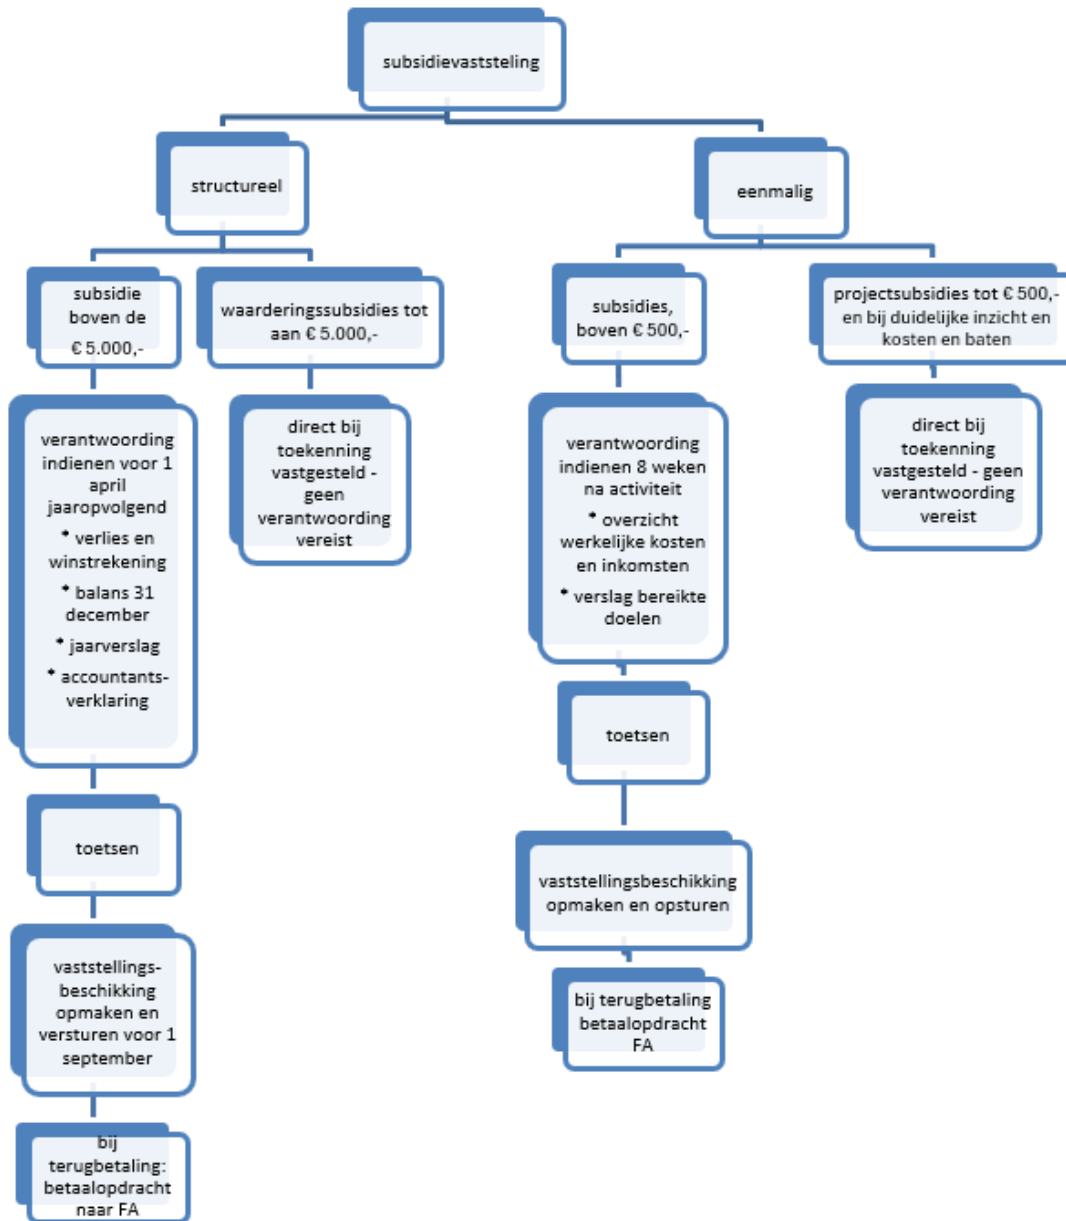 subsidievaststeling
structureel
eenmalig
subsidie
boven de
€ 5.000,-
waarderingssubsidies tot
aan € 5.000,-
subsidies,
boven € 500,-
projectsubsidies tot € 500,-
en bij duidelijke inzicht en
kosten en baten
verantwoording
indienen voor 1
april
jaaropvolgend
* verlies en
winstrekening
* balans 31
december
* jaarverslag
* accountants-
verklaring
direct bij
toekenning
vastgesteld -
geen
verantwoording
vereist
verantwoording
indienen 8 weken
na activiteit
* overzicht
werkelijke kosten
en inkomsten
* verslag bereikte
doelen
direct bij
toekenning
vastgesteld - geen
verantwoording
vereist
toetsen
toetsen
vaststellings-
beschikking
opmaken en
versturen voor 1
september
vaststellingsbeschikking
opmaken en opsturen
bij
terugbetaling:
betaalopdracht
naar FA
bij terugbetaling
betaalopdracht
FA